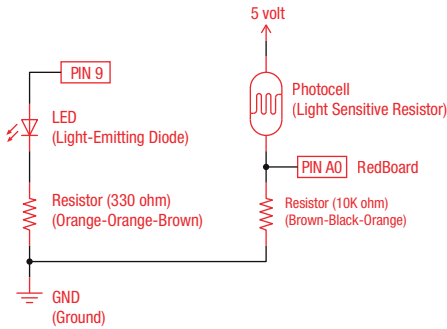 5 volt
PIN 9
Photocell
(Light Sensitive Resistor)
LED
(Light-Emitting Diode)
PIN A0 RedBoard
Resistor (330 ohm)
(Orange-Orange-Brown)
Resistor (10K ohm)
(Brown-Black-Orange)
GND
(Ground)